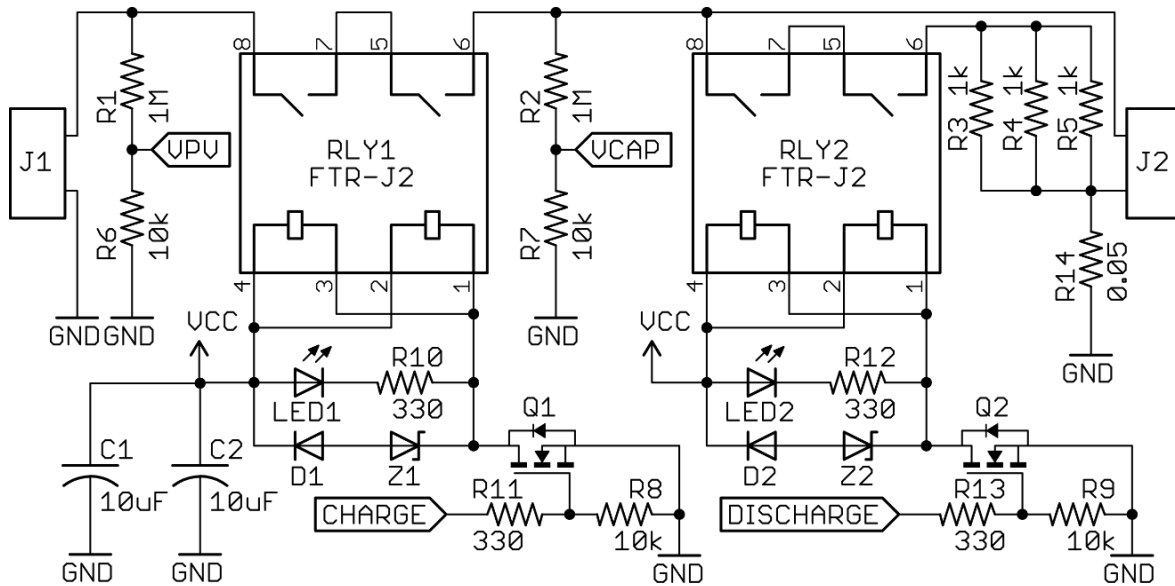 8 7 5 6
8 7 5 6
R1 1M
VPV
R6 10k
J1
RLY1
FTR-J2
R2 1M
VCAP
R7 10k
RLY2
FTR-J2
R3 1k
R4 1k
R5 1k
J2
R14 0.05
4 3 2 1
4 3 2 1
GND
GND
GND
GND
VCC
VCC
LED1
R10
330
LED2
R12
330
D1
Z1
Q1
D2
Z2
Q2
C1
10uF
C2
10uF
CHARGE
R11
330
R8
10k
DISCHARGE
R13
330
R9
10k
GND
GND
GND
GND